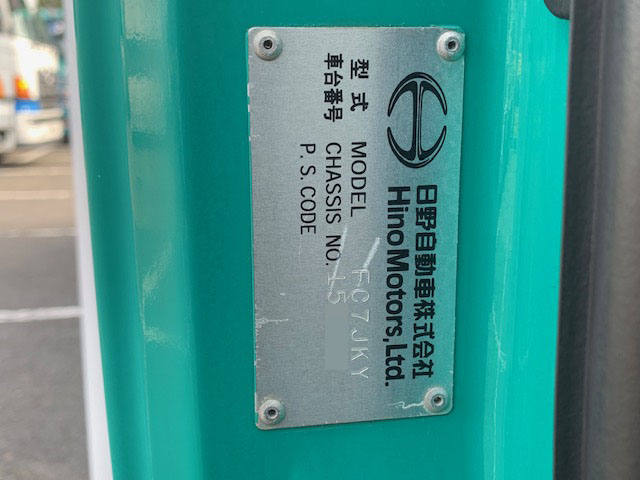 日野自動車株式会社
HinoMotors,Ltd.
型式 MODEL FC7JKY
車台番号 CHASSIS NO. 15
P. S. CODE